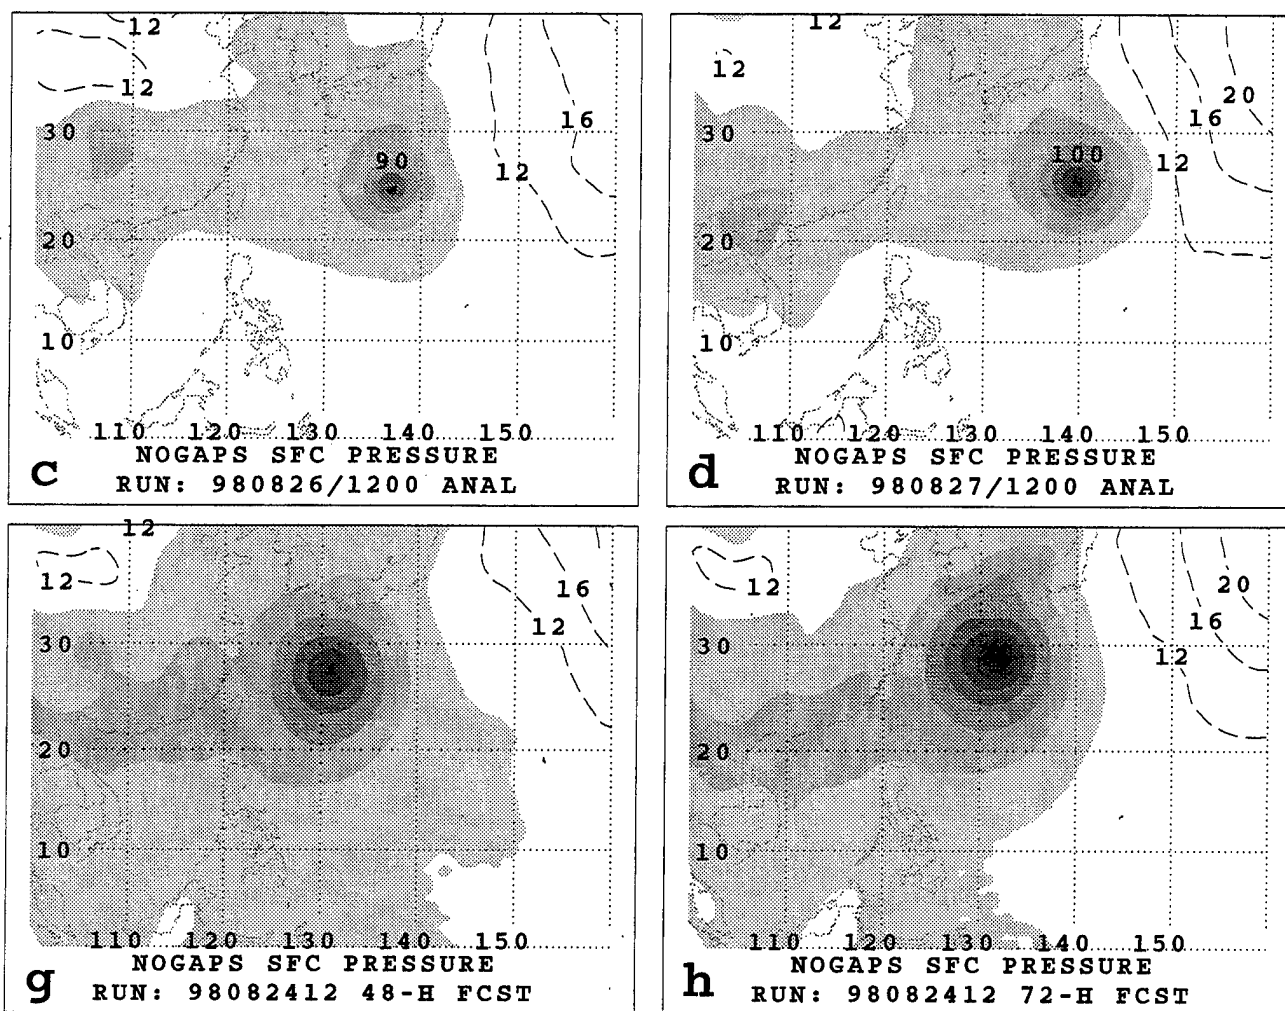 12
12
30
90
16
12
20
10
110 120 130 140 150
c
NOGAPS SFC PRESSURE
RUN: 980826/1200 ANAL
12
12
20
16
30
100
12
20
10
110 120 130 140 150
d
NOGAPS SFC PRESSURE
RUN: 980827/1200 ANAL
12
12
16
12
30
20
10
110 120 130 140 150
g
NOGAPS SFC PRESSURE
RUN: 98082412 48-H FCST
12
20
16
30
12
20
10
110 120 130 140 150
h
NOGAPS SFC PRESSURE
RUN: 98082412 72-H FCST